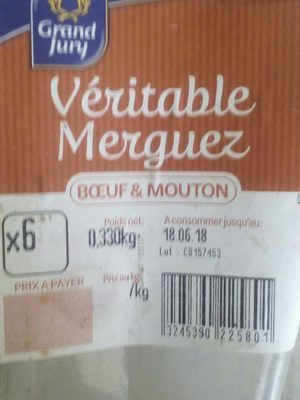 Grand
Jury
Véritable
Merguez
BŒUF & MOUTON
x6
Poids net:
0,330kg
A consommer jusqu'au:
18.06.18
Lot : C8157453
PRIX A PAYER
Prix au kg
/kg
3245390 225801